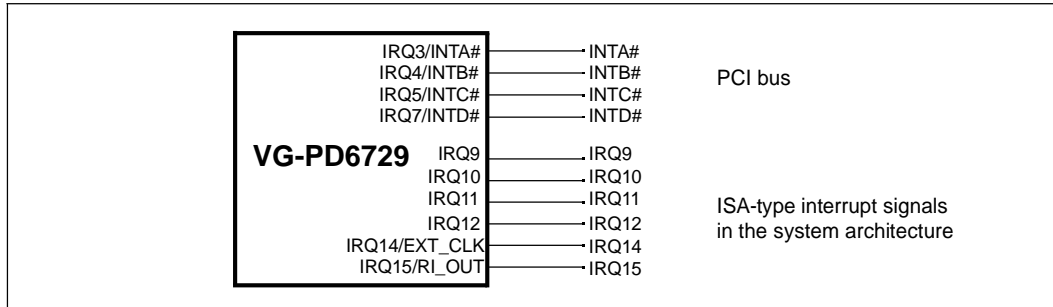 IRQ3/INTA# INTA#
IRQ4/INTB# INTB#
IRQ5/INTC# INTC#
IRQ7/INTD# INTD#
PCI bus
VG-PD6729
IRQ9 IRQ9
IRQ10 IRQ10
IRQ11 IRQ11
IRQ12 IRQ12
IRQ14/EXT_CLK IRQ14
IRQ15/RI_OUT IRQ15
ISA-type interrupt signals
in the system architecture